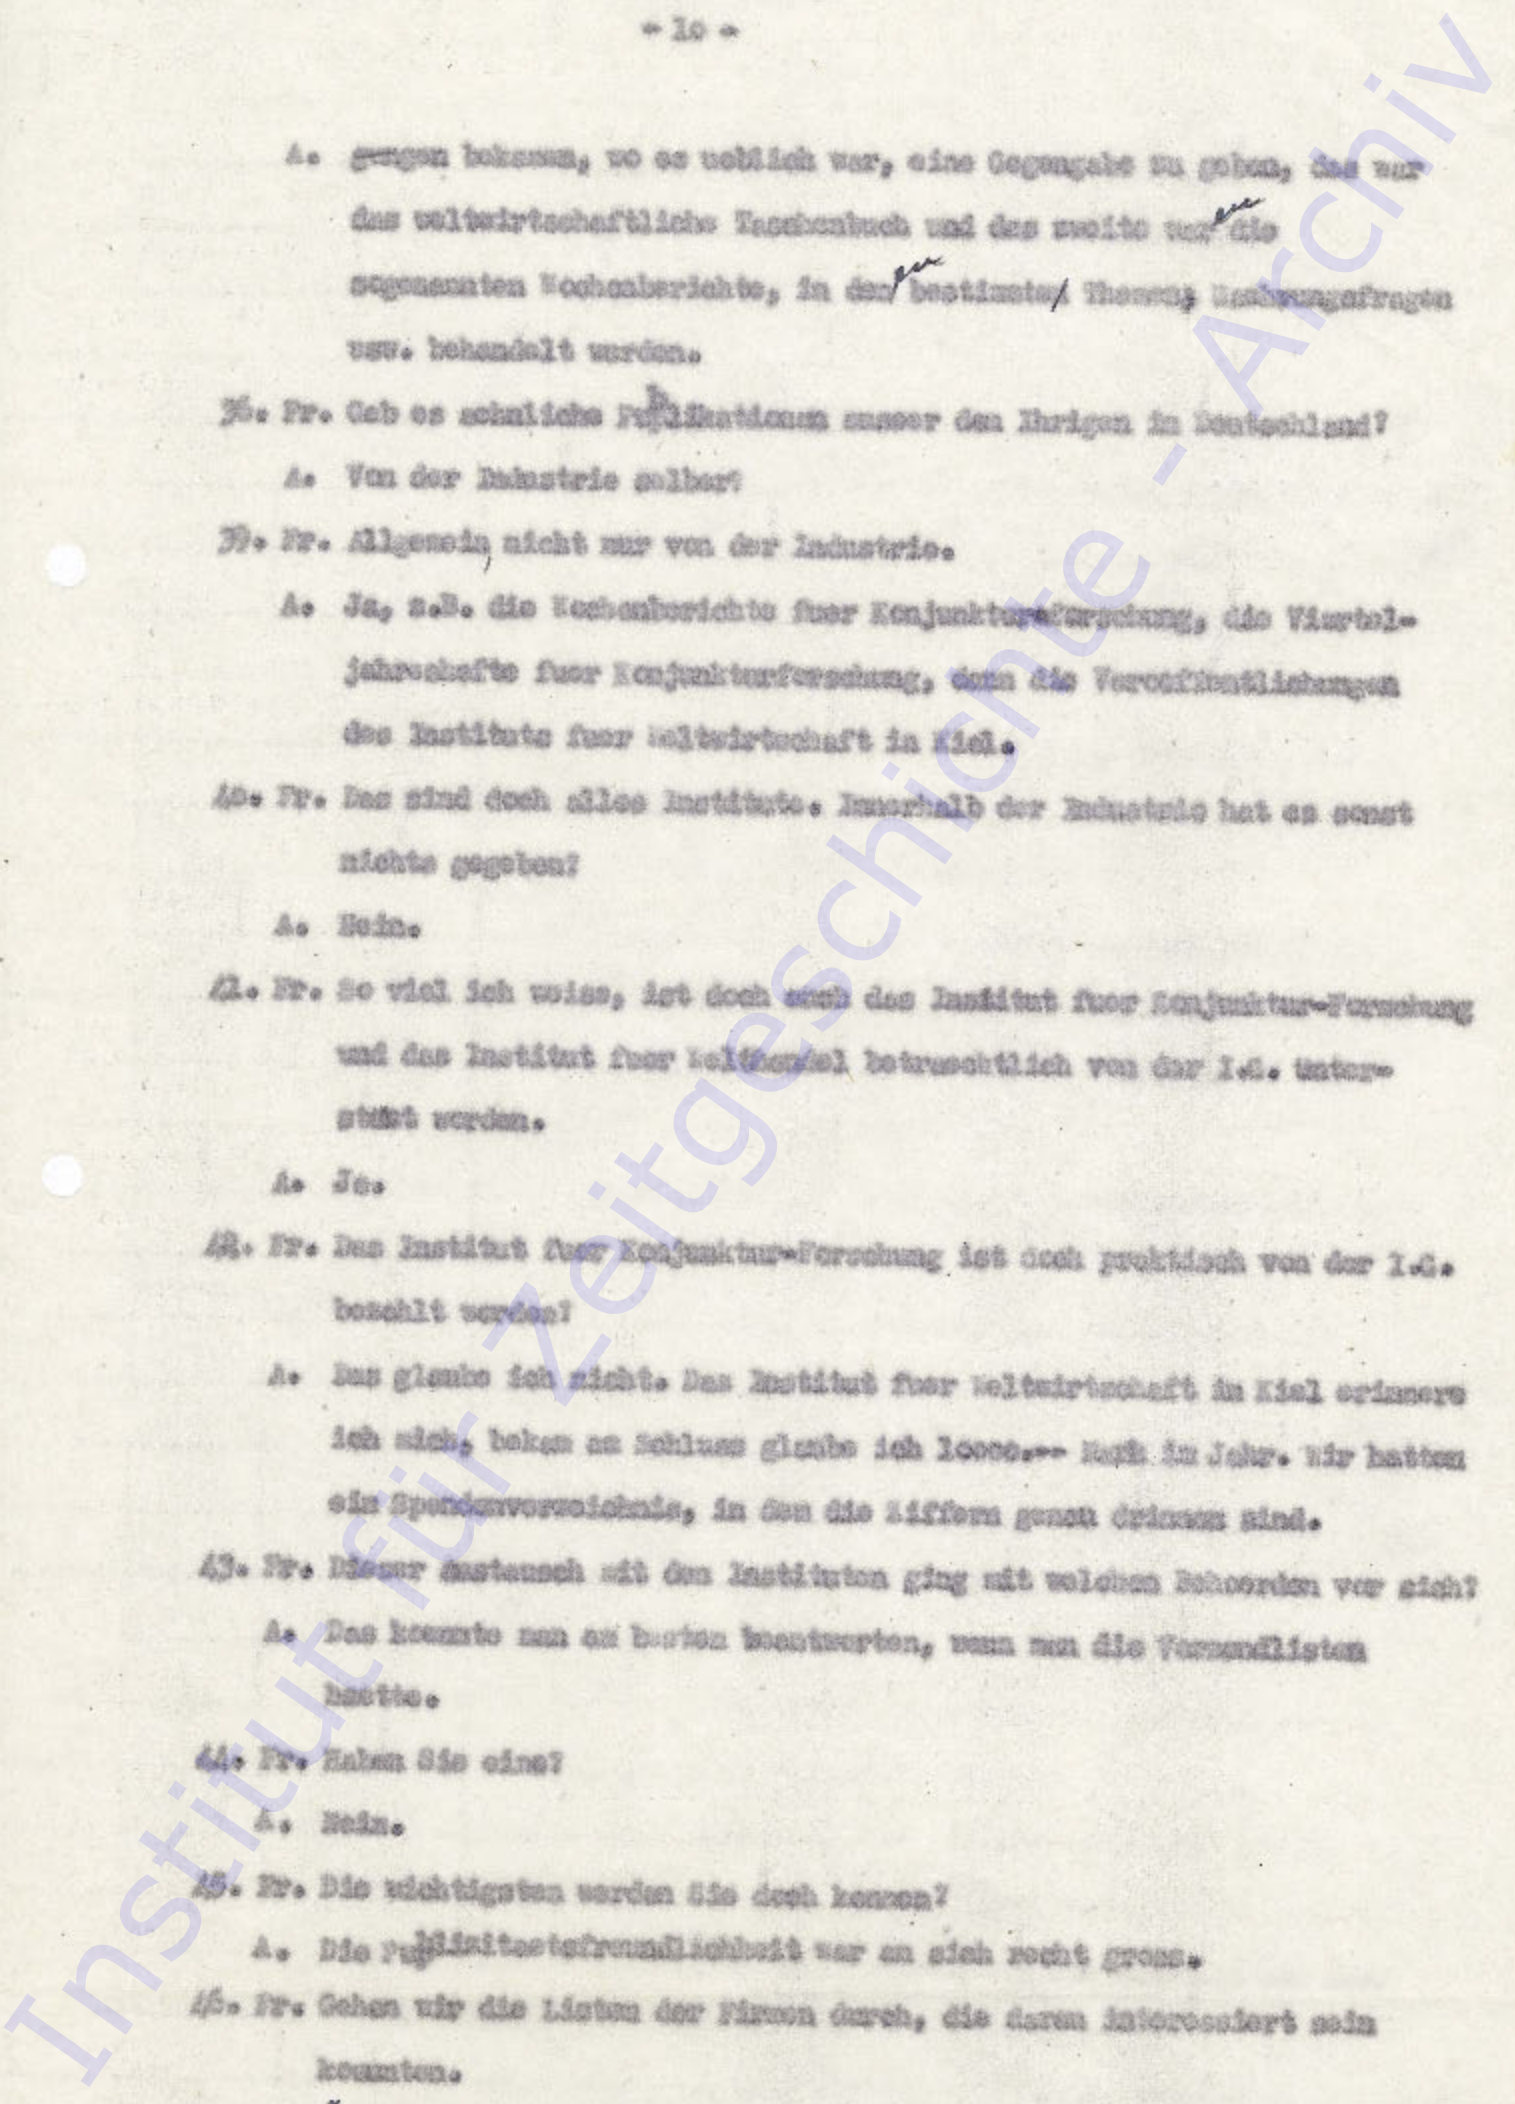 - 10 -
A. gungen bekamen, wo es ueblich war, eine Gegengabe zu geben, das war
das weltwirtschaftliche Taschenbuch und das zweite waren die
sogenannten Wochenberichte, in denen bestimmte Themen, Waehrungsfragen
usw. behandelt wurden.
38. Fr. Gab es aehnliche Publikationen ausser den Ihrigen in Deutschland?
A. Von der Industrie selber?
39. Fr. Allgemein, nicht nur von der Industrie.
A. Ja, z.B. die Wochenberichte fuer Konjunktursforschung, die Viertel-
jahreshefte fuer Konjunkturforschung, dann die Veroeffentlichungen
des Instituts fuer Weltwirtschaft in Kiel.
40. Fr. Das sind doch alles Institute. Innerhalb der Industrie hat es sonst
nichts gegeben?
A. Nein.
41. Fr. So viel ich weiss, ist doch auch das Institut fuer Konjunktur-Forschung
und das Institut fuer Welthandel betraechtlich von der I.G. unter-
stützt worden.
A. Ja.
42. Fr. Das Institut fuer Konjunktur-Forschung ist doch praktisch von der I.G.
bezahlt worden?
A. Das glaube ich nicht. Das Institut fuer Weltwirtschaft in Kiel erinnere
ich mich, bekam am Schluss glaube ich 10000.-- Mark im Jahr. Wir hatten
ein Spendenverzeichnis, in dem die Ziffern genau drinnen sind.
43. Fr. Dieser Austausch mit den Instituten ging mit welchen Behoerden vor sich?
A. Das koennte man am besten beantworten, wenn man die Versandlisten
haette.
44. Fr. Haben Sie eine?
A. Nein.
45. Fr. Die wichtigsten werden Sie doch kennen?
A. Die Publizitaetsfreundlichheit war an sich recht gross.
46. Fr. Gehen wir die Listen der Firmen durch, die daran interessiert sein
koennten.
Institut für Zeitgeschichte - Archiv